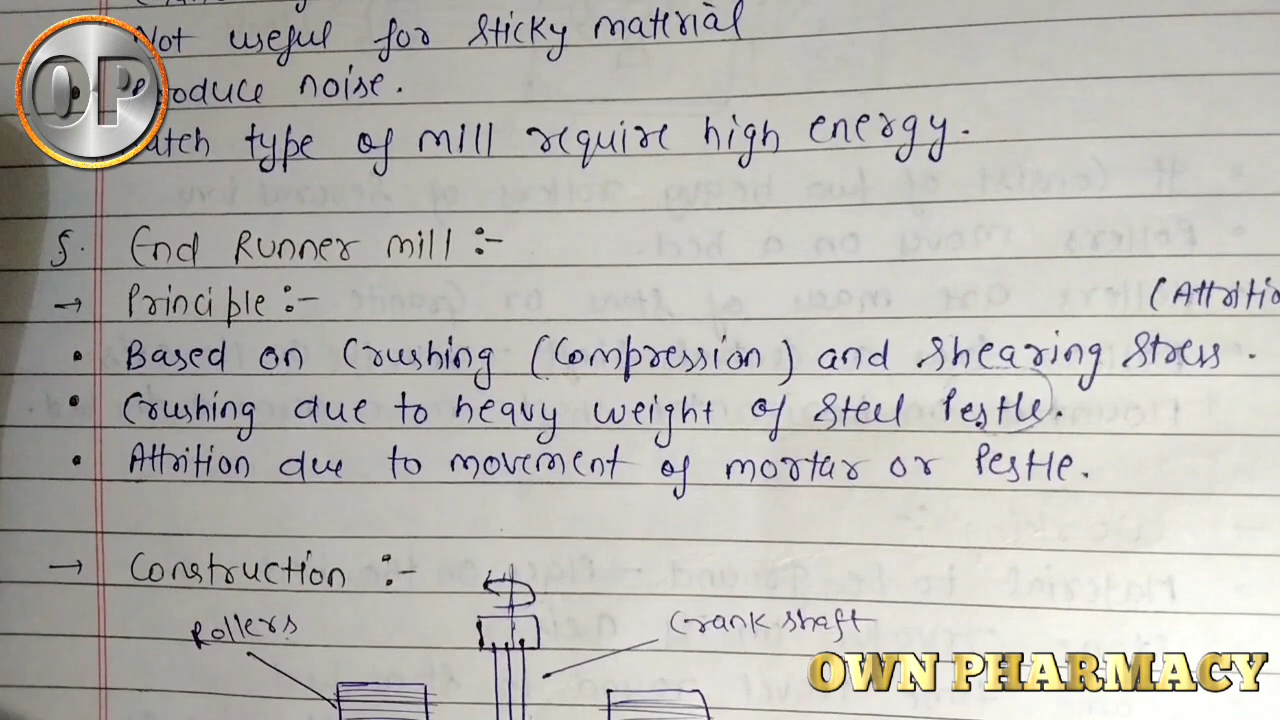 Not useful for sticky material
OP
Produce noise.
Batch type of mill require high energy.
5. End Runner mill :-
→ Principle :-
(Attritio
• Based on Crushing (Compression) and Shearing Stress.
• Crushing due to heavy weight of Steel Pestle.
• Attrition due to movement of mortar or Pestle.
→ Construction :-
Rollers
Crank shaft
OWN PHARMACY